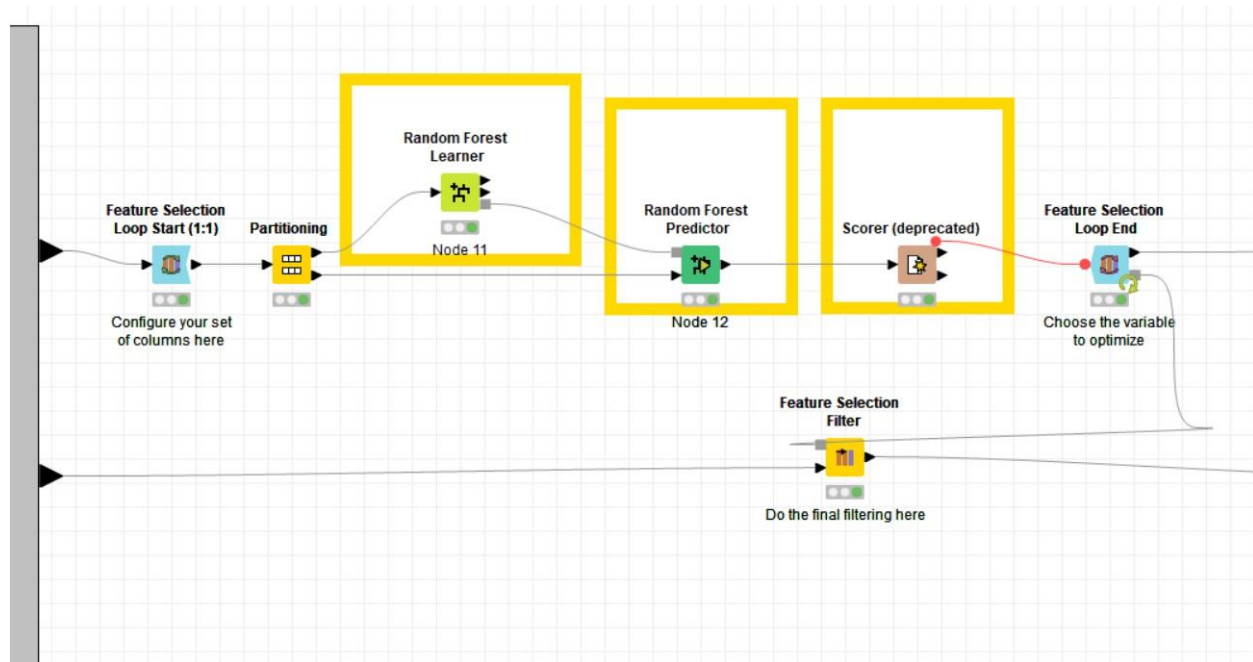 Random Forest
Learner
Node 11
Feature Selection
Loop Start (1:1)
Configure your set
of columns here
Partitioning
Random Forest
Predictor
Node 12
Scorer (deprecated)
Feature Selection
Loop End
Choose the variable
to optimize
Feature Selection
Filter
Do the final filtering here